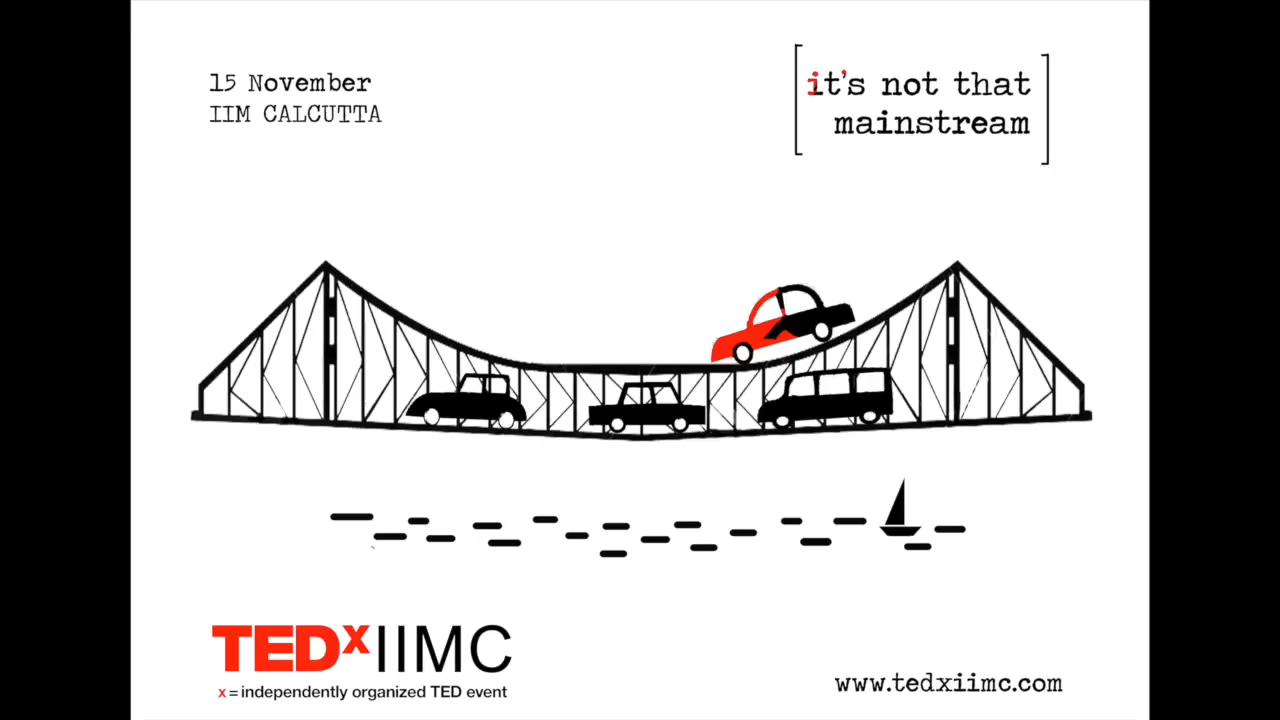 15 November
IIM CALCUTTA
it's not that
mainstream
TEDxIIMC
x = independently organized TED event
www.tedxiimc.com